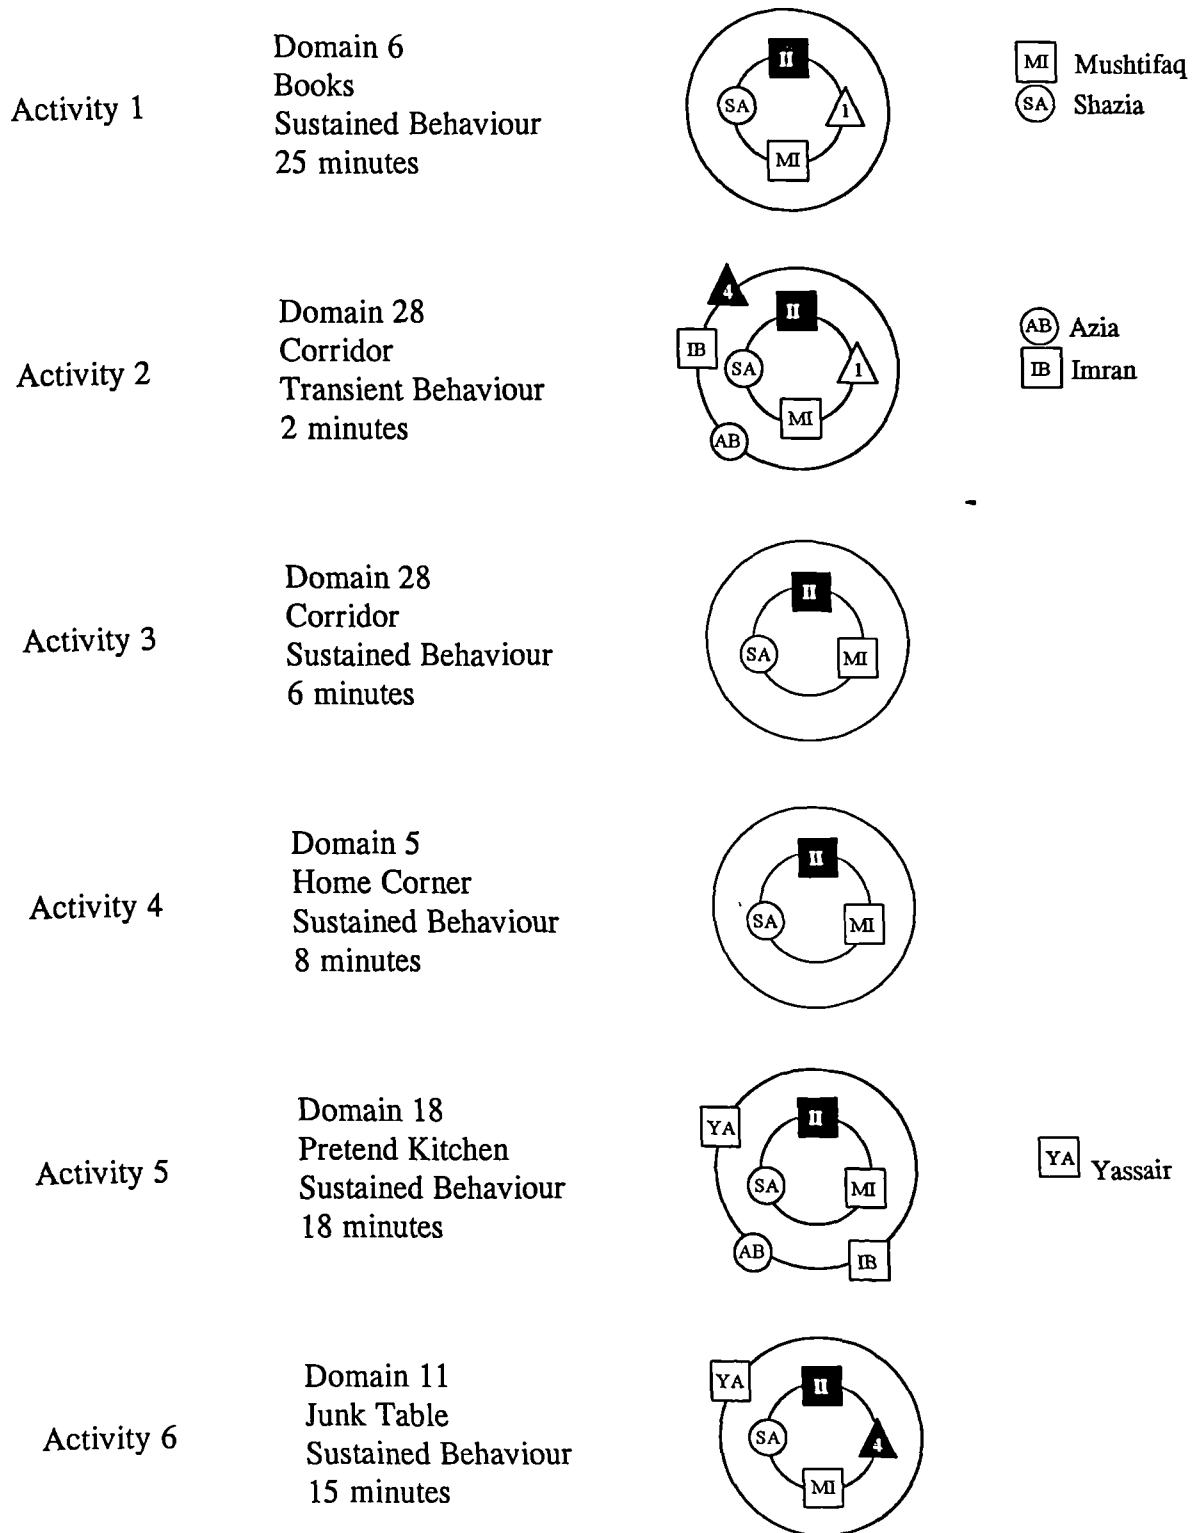 Activity 1
Domain 6
Books
Sustained Behaviour
25 minutes
II
SA
1
MI
MI Mushtifaq
SA Shazia
Activity 2
Domain 28
Corridor
Transient Behaviour
2 minutes
4
II
IB
SA
1
MI
AB
AB Azia
IB Imran
Activity 3
Domain 28
Corridor
Sustained Behaviour
6 minutes
II
SA
MI
Activity 4
Domain 5
Home Corner
Sustained Behaviour
8 minutes
II
SA
MI
Activity 5
Domain 18
Pretend Kitchen
Sustained Behaviour
18 minutes
II
YA
SA
MI
AB
IB
YA Yassair
Activity 6
Domain 11
Junk Table
Sustained Behaviour
15 minutes
YA
II
SA
4
MI